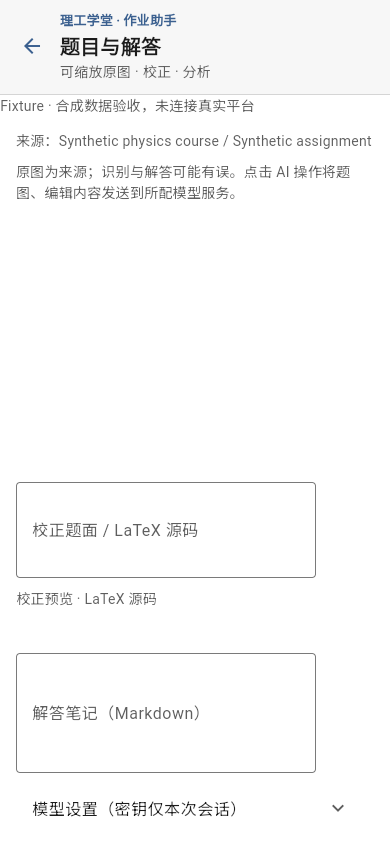 理工学堂 · 作业助手
题目与解答
可缩放原图 · 校正 · 分析
Fixture · 合成数据验收，未连接真实平台
来源：Synthetic physics course / Synthetic assignment
原图为来源；识别与解答可能有误。点击 AI 操作将题
图、编辑内容发送到所配模型服务。
校正题面 / LaTeX 源码
校正预览 · LaTeX 源码
解答笔记（Markdown）
模型设置（密钥仅本次会话）